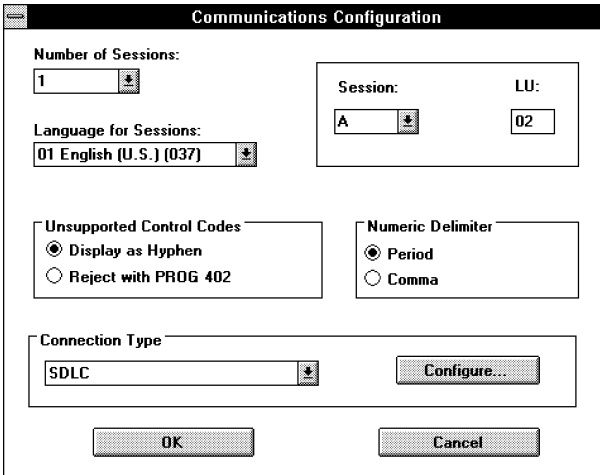 Communications Configuration
Number of Sessions:
1
Session:
LU:
A
02
Language for Sessions:
01 English (U.S.) (037)
Unsupported Control Codes
Display as Hyphen
Reject with PROG 402
Numeric Delimiter
Period
Comma
Connection Type
SDLC
Configure...
OK
Cancel